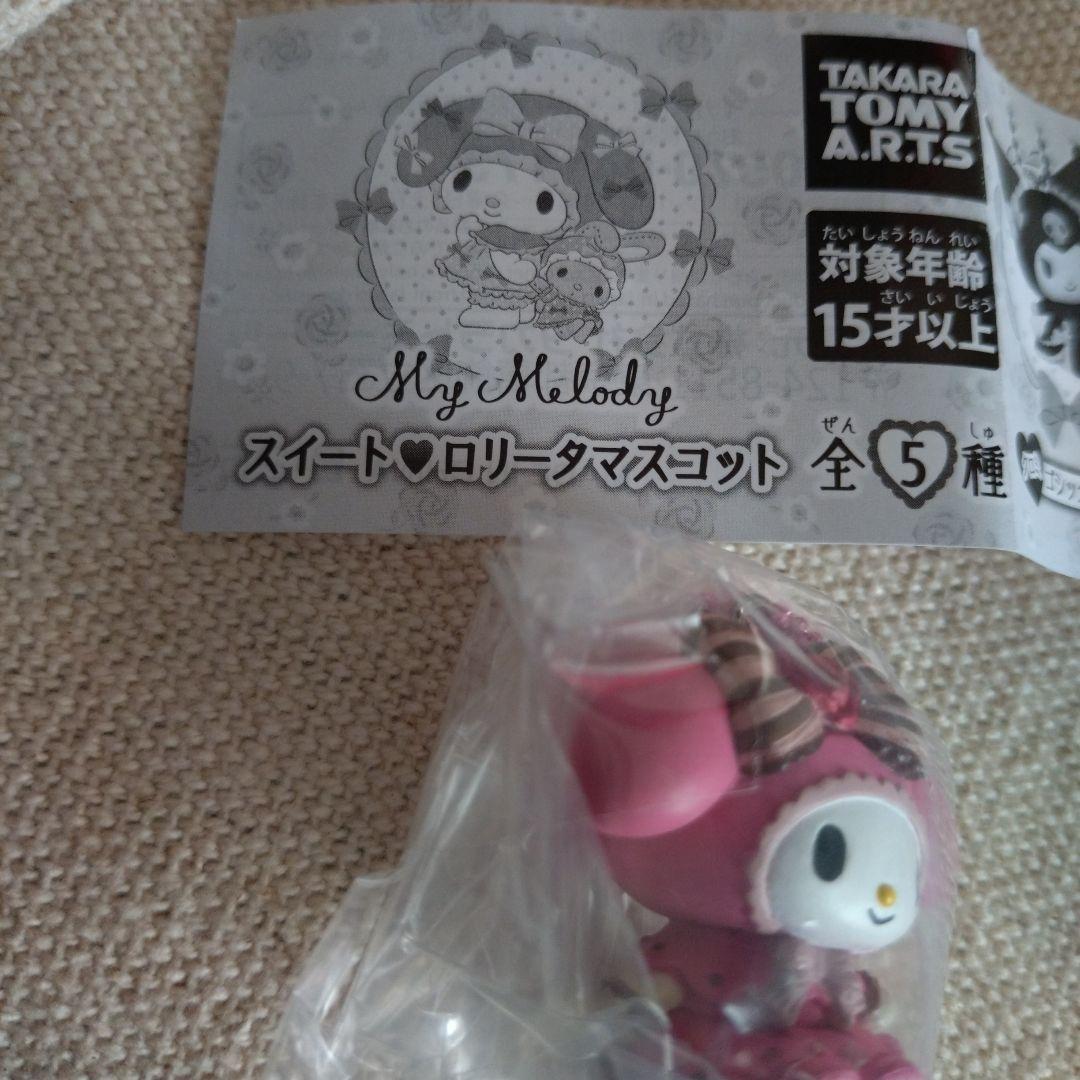 TAKARA
TOMY
A.R.T.S
たいしょうねんれい
対象年齢
さいいじょう
15才以上
My Melody
スイート♥ロリータマスコット
ぜん しゅ
全5種